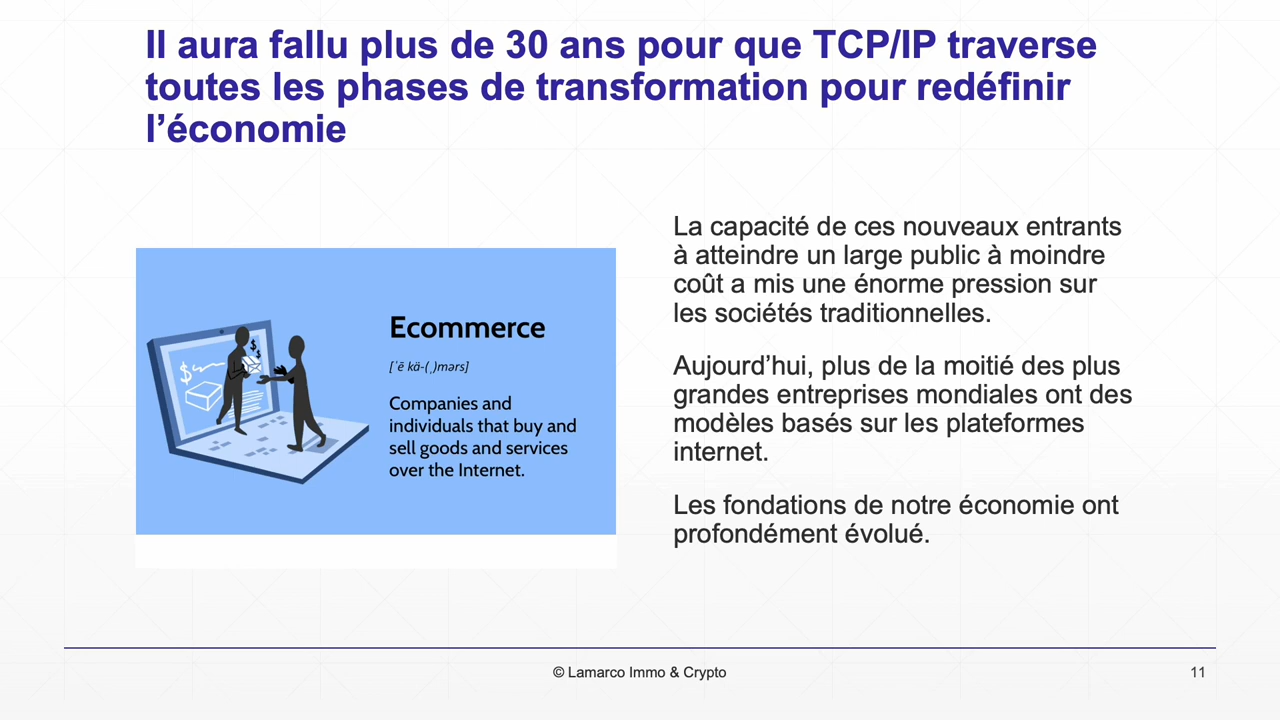 Il aura fallu plus de 30 ans pour que TCP/IP traverse
toutes les phases de transformation pour redéfinir
l’économie
Ecommerce
[ˈē kä-(ˌ)mərs]
Companies and
individuals that buy and
sell goods and services
over the Internet.
$
$
$
La capacité de ces nouveaux entrants
à atteindre un large public à moindre
coût a mis une énorme pression sur
les sociétés traditionnelles.
Aujourd’hui, plus de la moitié des plus
grandes entreprises mondiales ont des
modèles basés sur les plateformes
internet.
Les fondations de notre économie ont
profondément évolué.
© Lamarco Immo & Crypto
11